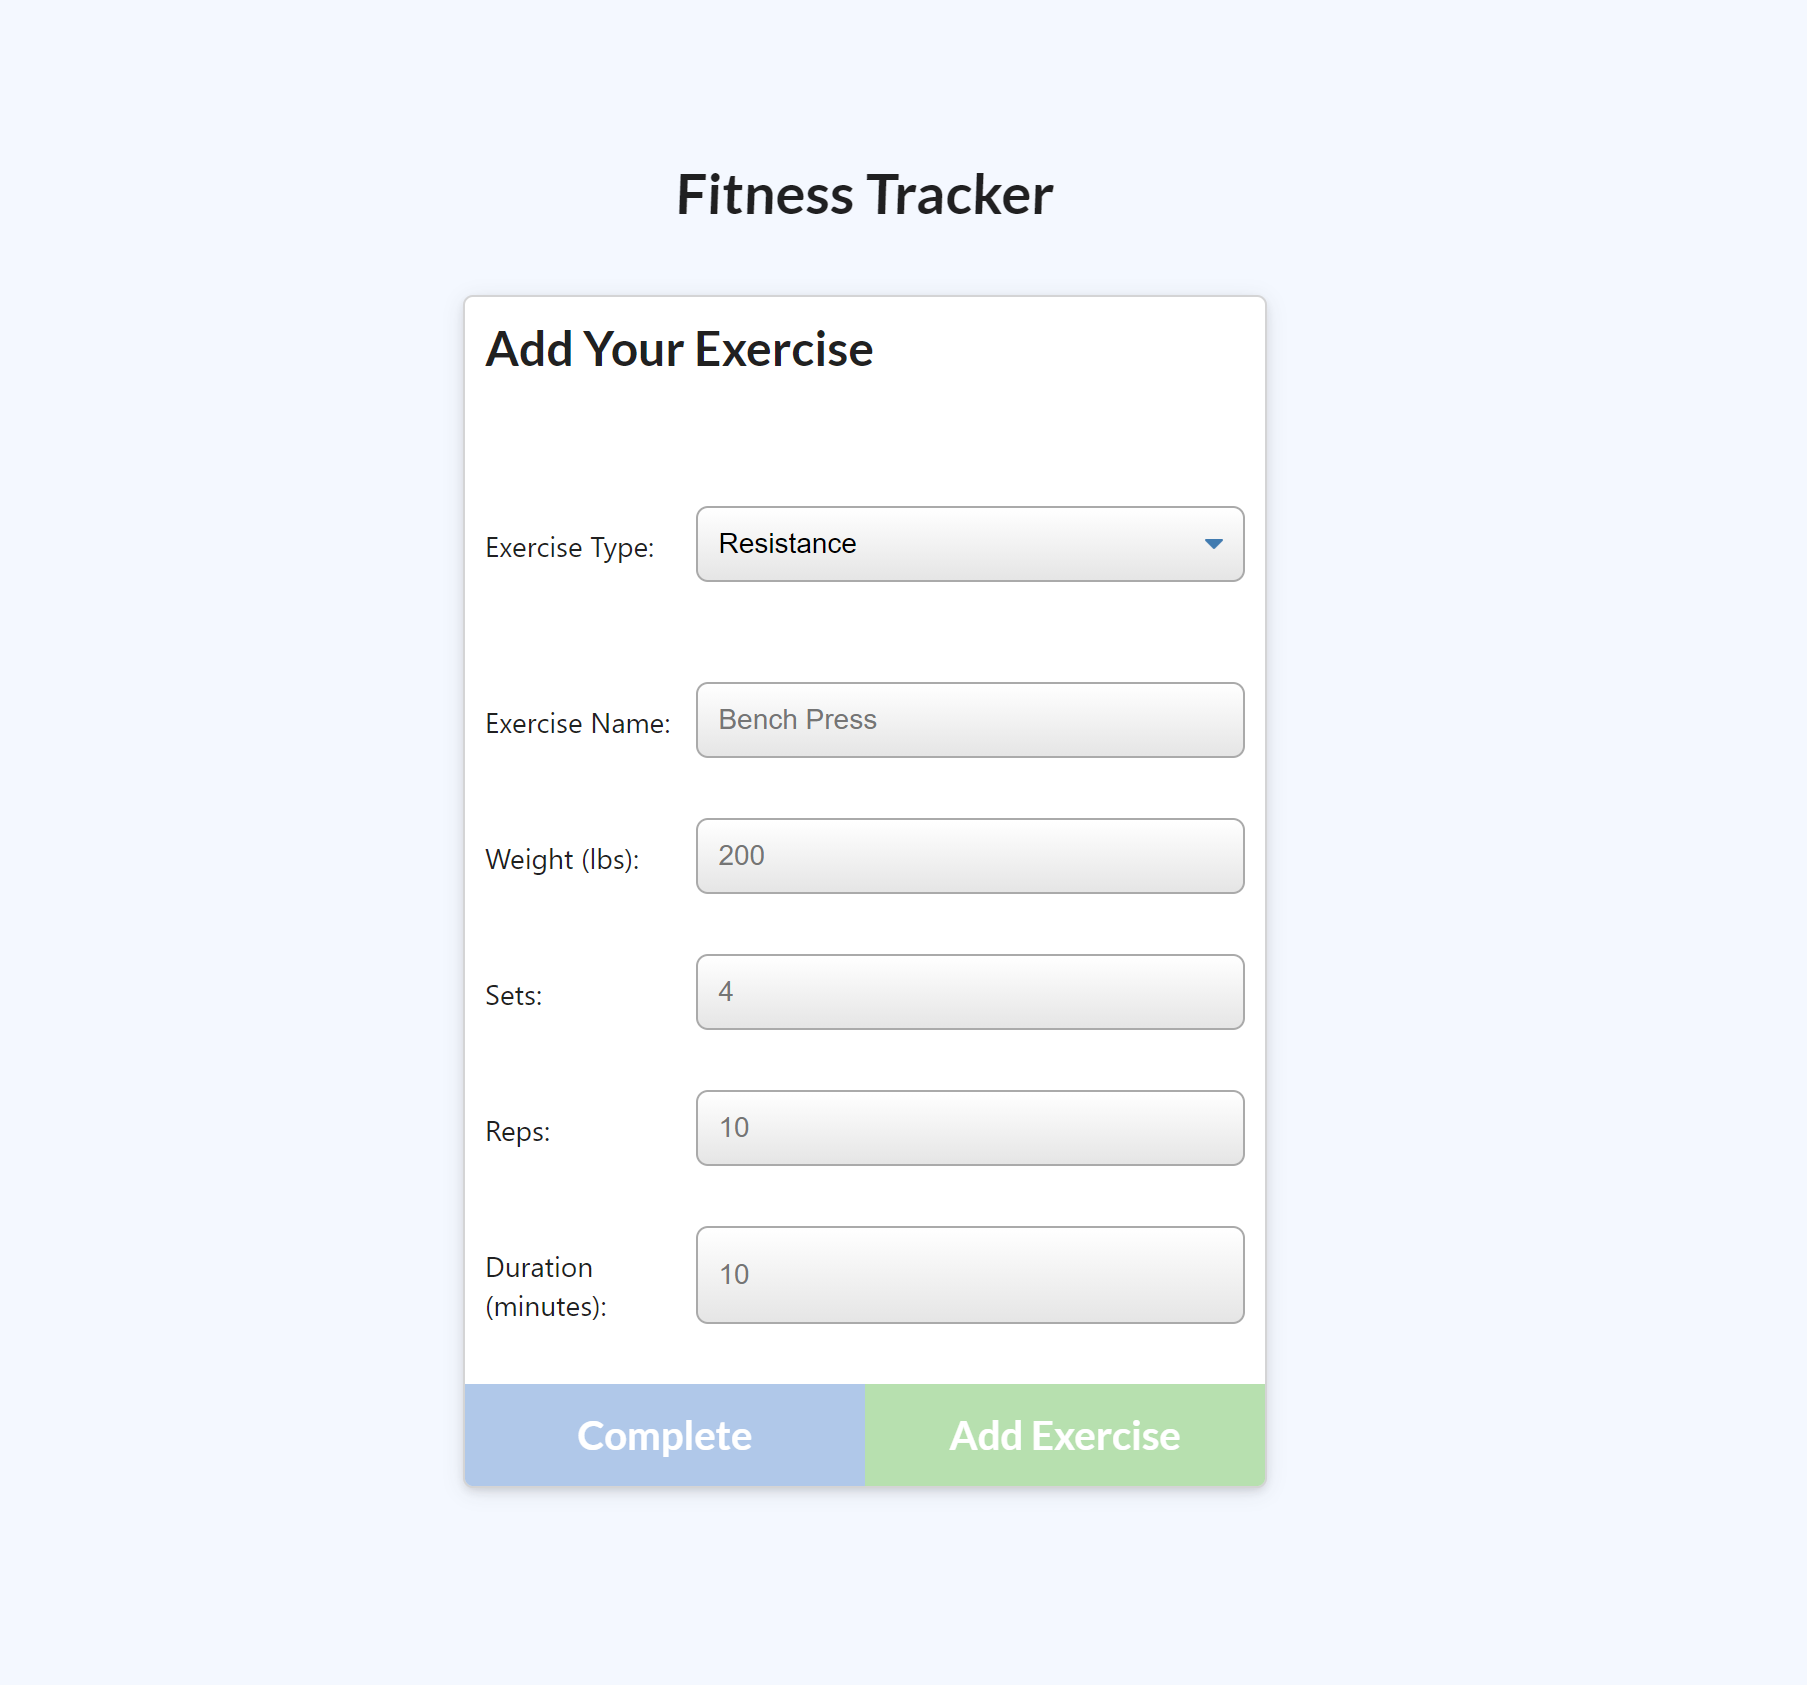 Fitness Tracker
Add Your Exercise
Exercise Type: Resistance
Exercise Name: Bench Press
Weight (lbs): 200
Sets: 4
Reps: 10
Duration (minutes): 10
Complete Add Exercise